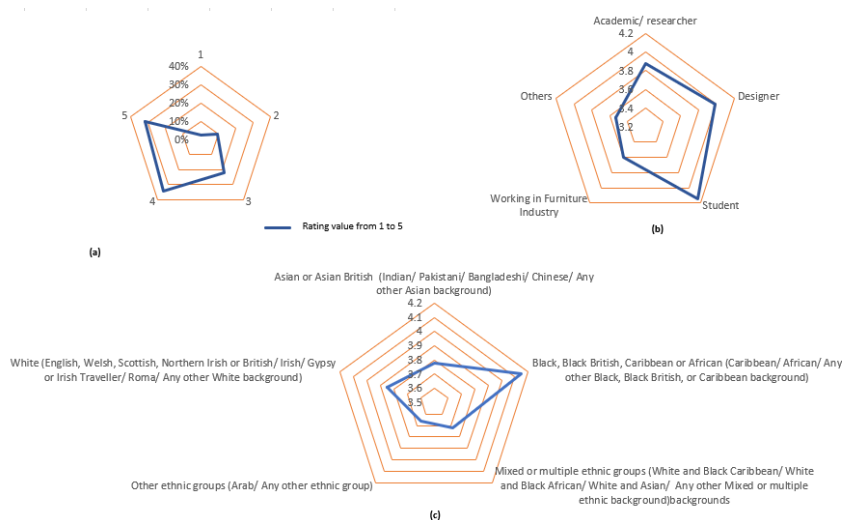 1
40%
30%
20%
10%
0%
5
2
4
3
Rating value from 1 to 5
(a)
Academic/ researcher
4.2
4
3.8
3.6
3.4
3.2
Others
Designer
Working in Furniture
Industry
Student
(b)
Asian or Asian British (Indian/ Pakistani/ Bangladeshi/ Chinese/ Any
other Asian background)
4.2
4.1
4
3.9
3.8
3.7
3.6
3.5
White (English, Welsh, Scottish, Northern Irish or British/ Irish/ Gypsy
or Irish Traveller/ Roma/ Any other White background)
Black, Black British, Caribbean or African (Caribbean/ African/ Any
other Black, Black British, or Caribbean background)
Other ethnic groups (Arab/ Any other ethnic group)
Mixed or multiple ethnic groups (White and Black Caribbean/ White
and Black African/ White and Asian/ Any other Mixed or multiple
ethnic background)backgrounds
(c)